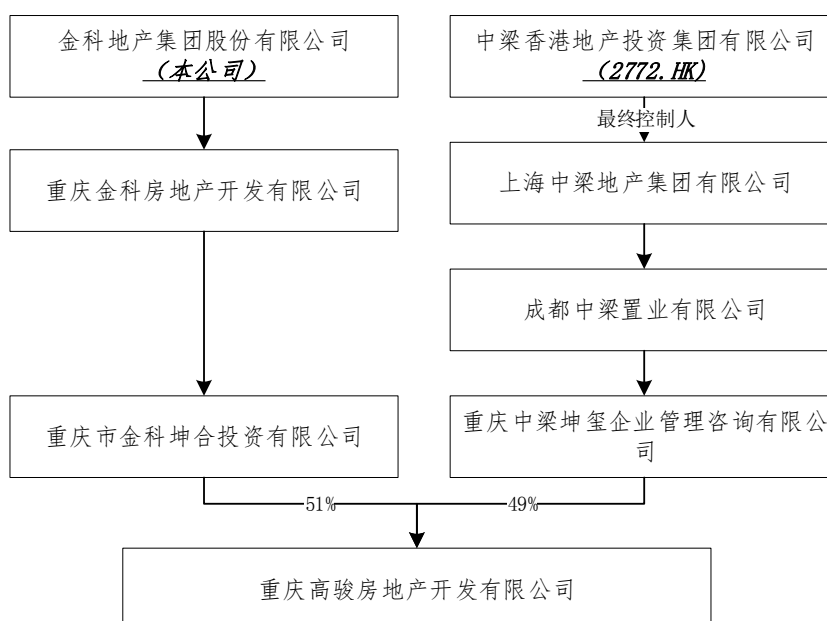 金科地产集团股份有限公司
（本公司）
中梁香港地产投资集团有限公司
（2772.HK)
最终控制人
重庆金科房地产开发有限公司
上海中梁地产集团有限公司
成都中梁置业有限公司
重庆市金科坤合投资有限公司
重庆中梁坤玺企业管理咨询有限公
司
51%
49%
重庆高骏房地产开发有限公司